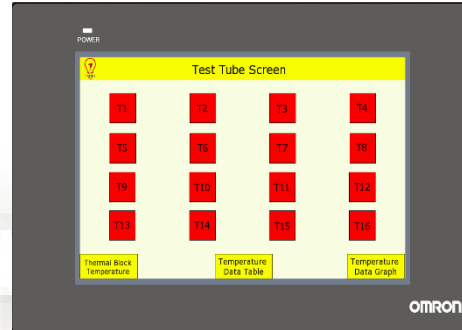 POWER
Test Tube Screen
T1 T2 T3 T4
T5 T6 T7 T8
T9 T10 T11 T12
T13 T14 T15 T16
Thermal Block
Temperature
Temperature
Data Table
Temperature
Data Graph
OMRON